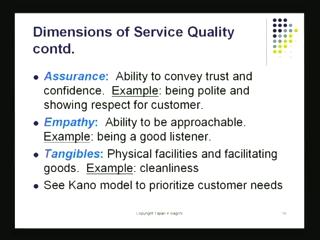 Dimensions of Service Quality
contd.
Assurance: Ability to convey trust and
confidence. Example: being polite and
showing respect for customer.
Empathy: Ability to be approachable.
Example: being a good listener.
Tangibles: Physical facilities and facilitating
goods. Example: cleanliness
See Kano model to prioritize customer needs
Copyright Tapan